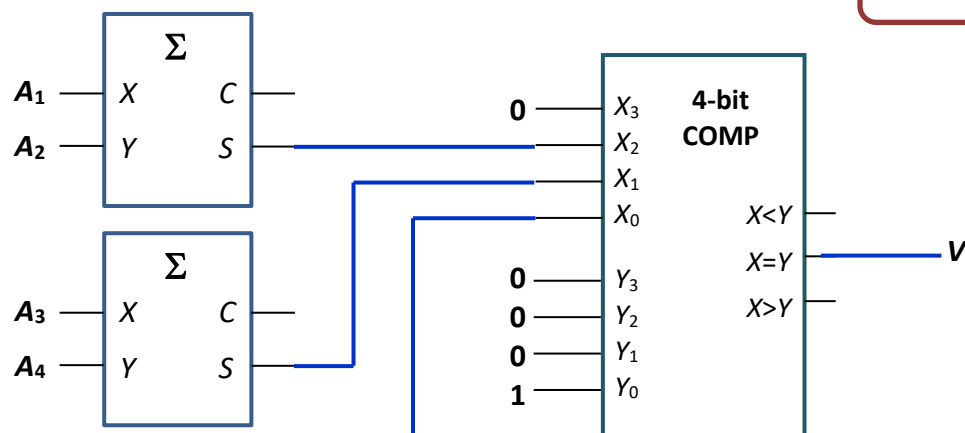 Σ
A₁ X C
A₂ Y S
Σ
A₃ X C
A₄ Y S
4-bit
COMP
0 X₃
X₂
X₁
X₀
0 Y₃
0 Y₂
0 Y₁
1 Y₀
X<Y
X=Y V
X>Y